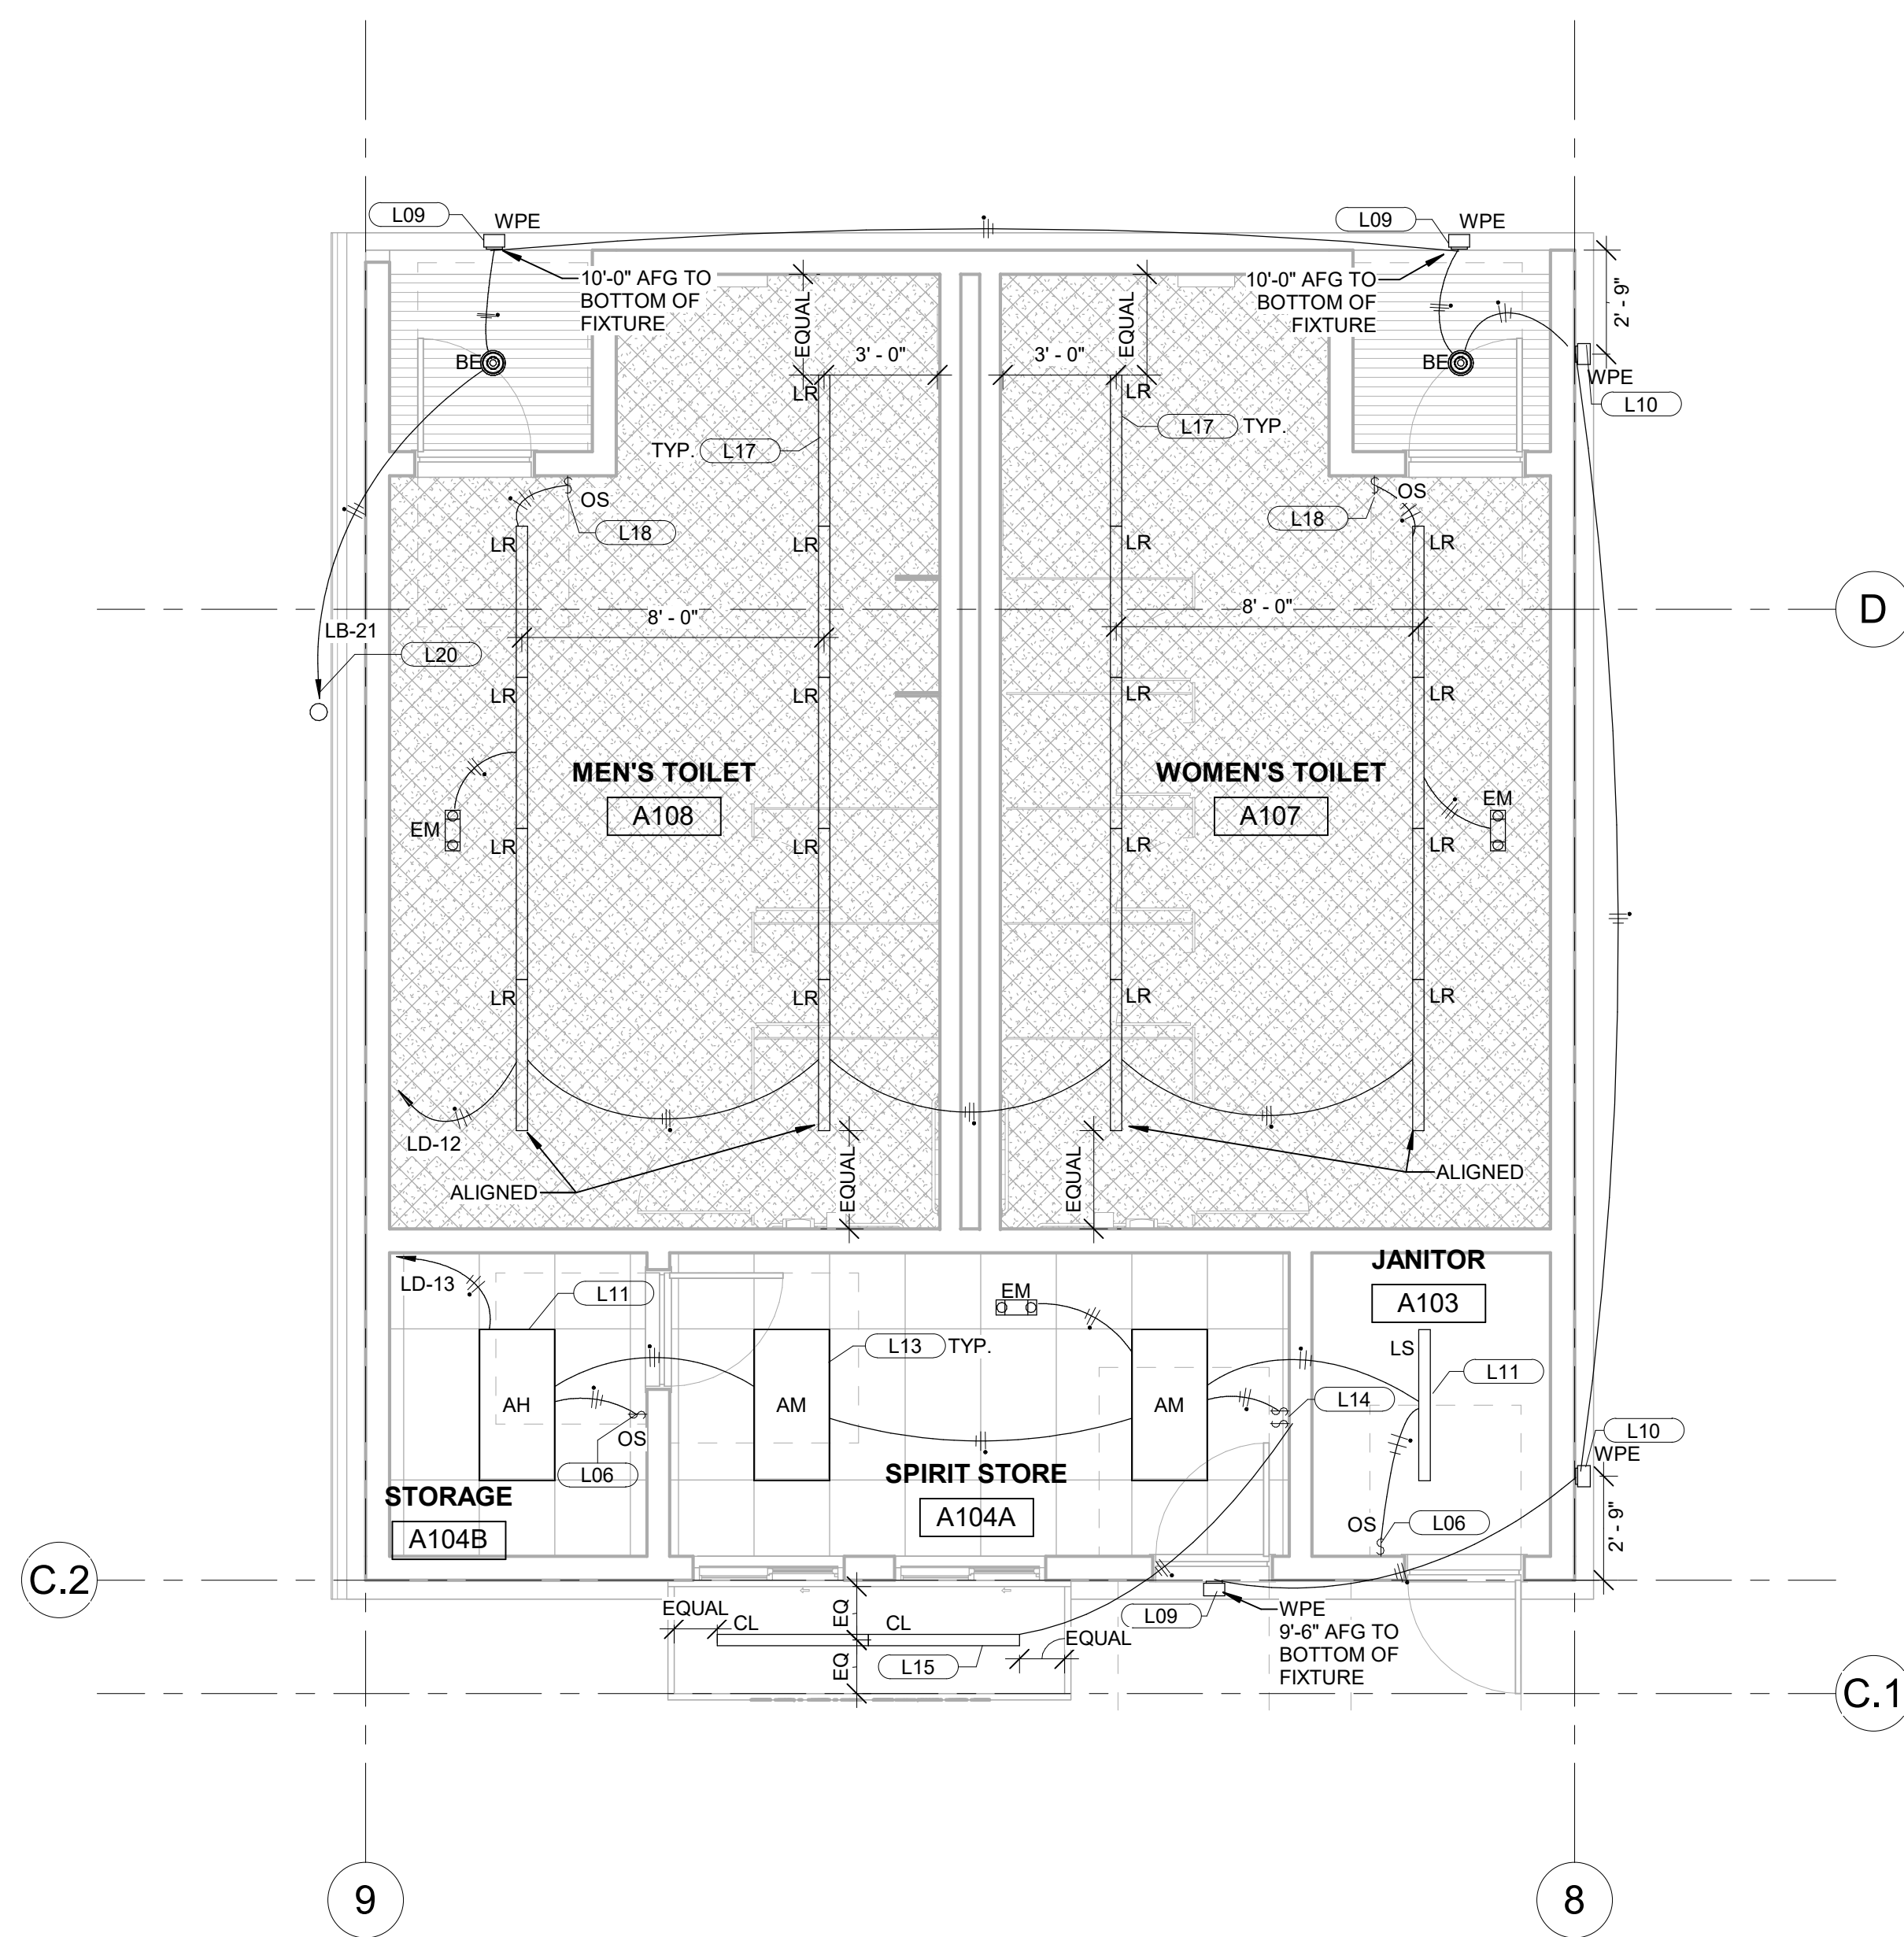 L09
WPE
L09
WPE
10'-0" AFG TO
BOTTOM OF
FIXTURE
10'-0" AFG TO
BOTTOM OF
FIXTURE
EQUAL
EQUAL
2' - 9"
3' - 0"
3' - 0"
BE
BE
WPE
L10
LR
LR
TYP.
L17
L17
TYP.
OS
L18
OS
L18
LR
LR
LR
LR
8' - 0"
8' - 0"
D
LB-21
L20
LR
LR
LR
LR
MEN'S TOILET
A108
WOMEN'S TOILET
A107
EM
EM
LR
LR
LR
LR
LR
LR
LR
LR
LD-12
ALIGNED
EQUAL
EQUAL
ALIGNED
LD-13
L11
EM
JANITOR
A103
L13
TYP.
LS
L11
AH
AM
AM
L14
OS
L06
L10
WPE
SPIRIT STORE
A104A
STORAGE
A104B
OS
L06
2' - 9"
C.2
EQUAL
CL
EQ
CL
L09
WPE
9'-6" AFG TO
BOTTOM OF
FIXTURE
EQUAL
EQ
L15
C.1
9
8